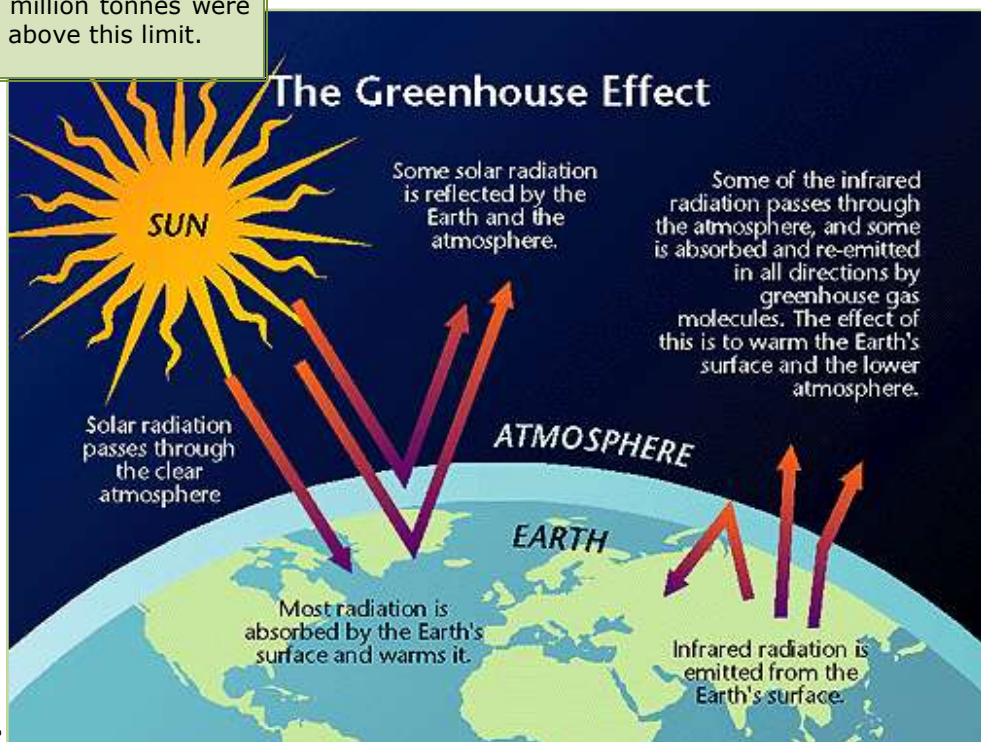 million tonnes were
above this limit.
The Greenhouse Effect
SUN
Some solar radiation
is reflected by the
Earth and the
atmosphere.
Some of the infrared
radiation passes through
the atmosphere, and some
is absorbed and re-emitted
in all directions by
greenhouse gas
molecules. The effect of
this is to warm the Earth's
surface and the lower
atmosphere.
Solar radiation
passes through
the clear
atmosphere
ATMOSPHERE
EARTH
Most radiation is
absorbed by the Earth's
surface and warms it.
Infrared radiation is
emitted from the
Earth's surface.